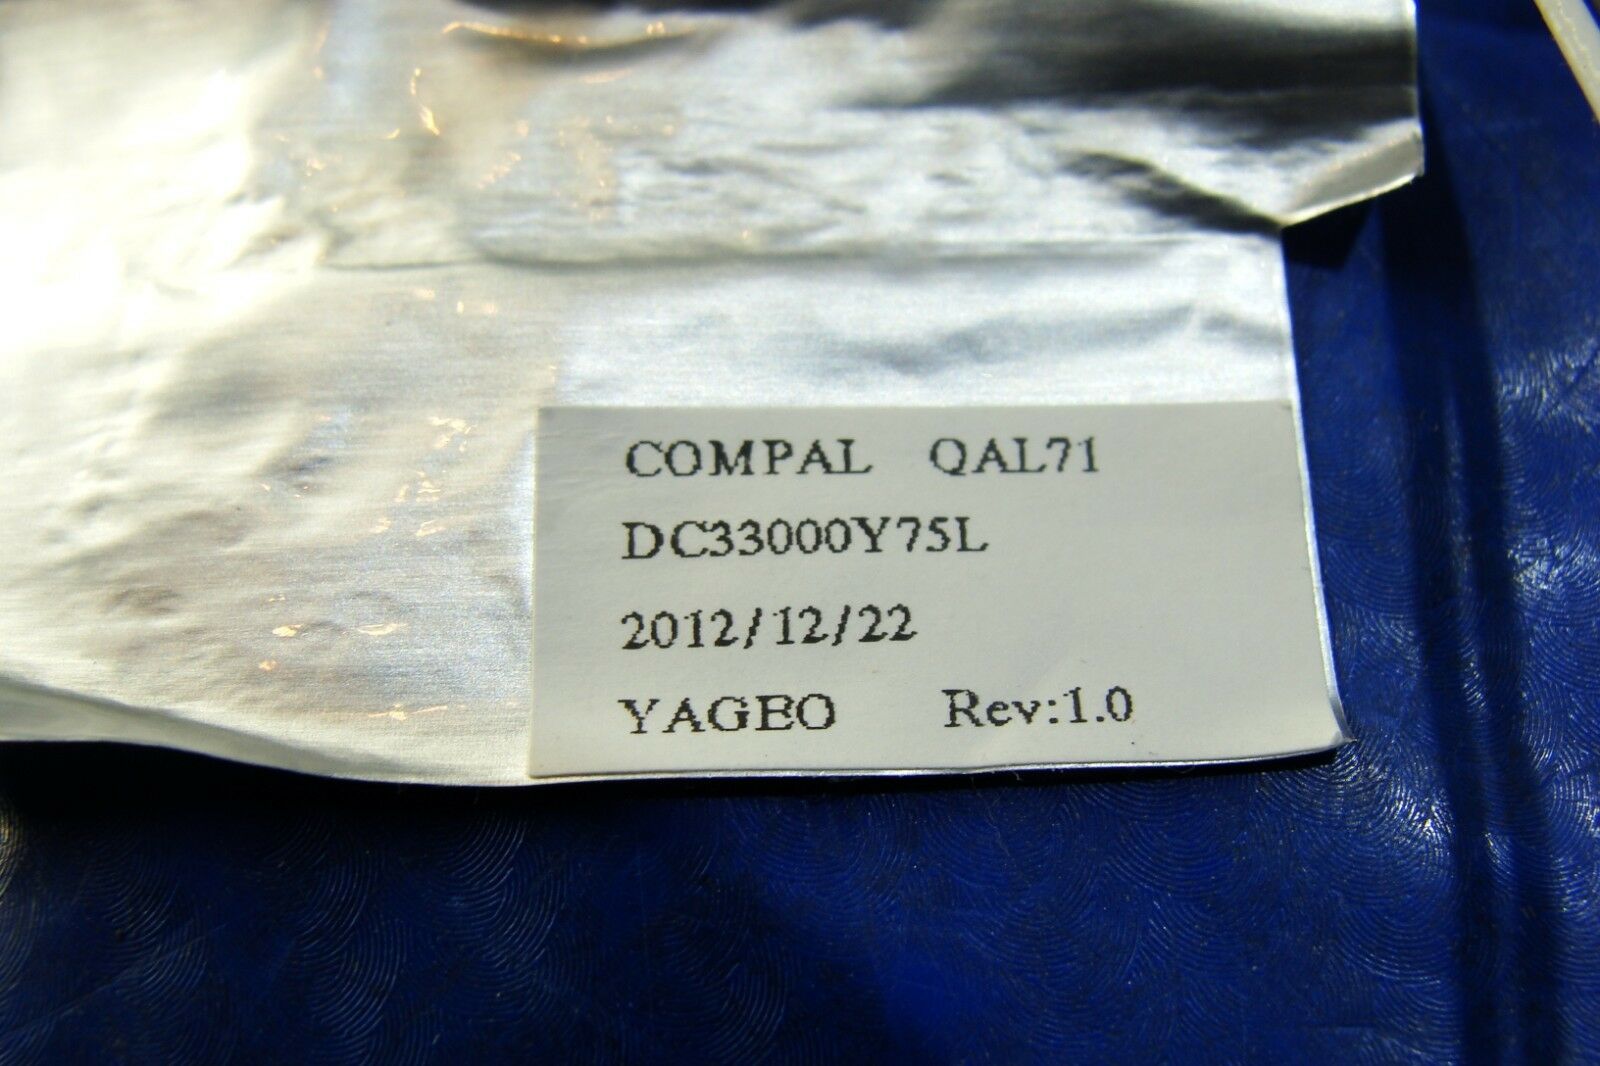 COMPAL QAL71
DC33000Y75L
2012/12/22
YAGEO Rev:1.0